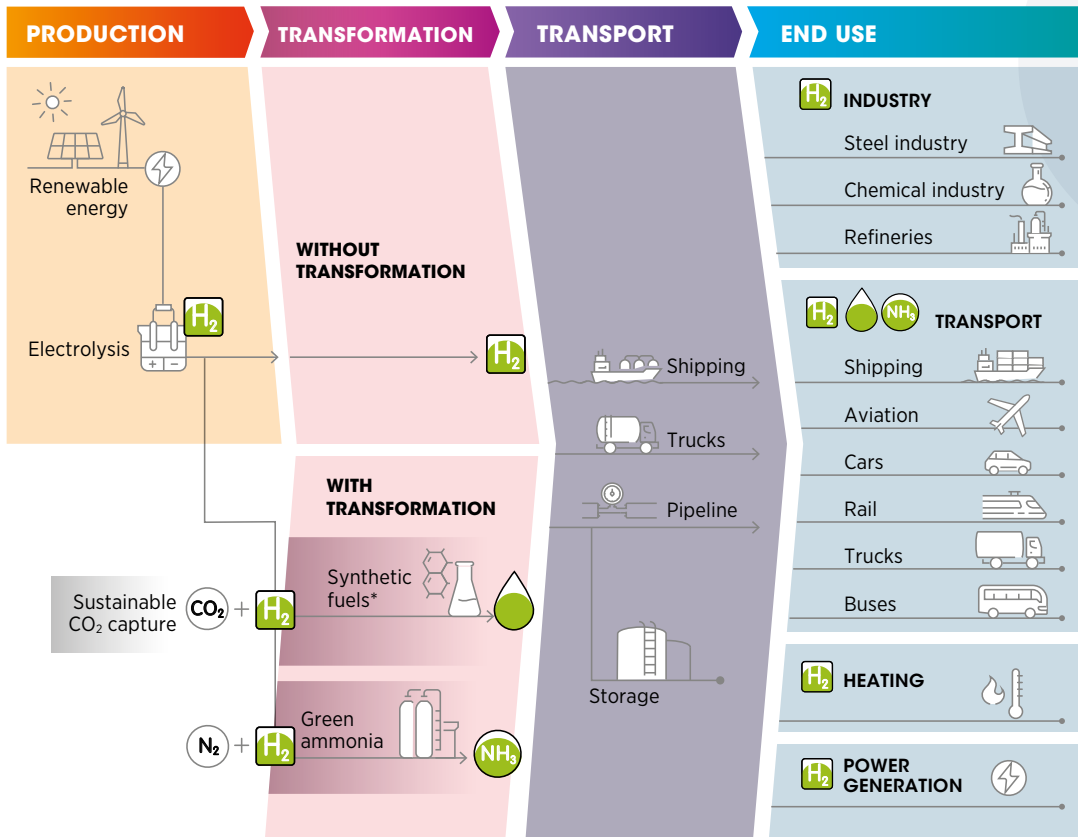 PRODUCTION
TRANSFORMATION
TRANSPORT
END USE
Renewable
energy
Electrolysis
H₂
WITHOUT
TRANSFORMATION
H₂
WITH
TRANSFORMATION
Sustainable
CO₂ capture
CO₂ + H₂
Synthetic
fuels*
N₂ + H₂
Green
ammonia
NH₃
Shipping
Trucks
Pipeline
Storage
H₂ INDUSTRY
Steel industry
Chemical industry
Refineries
H₂ NH₃ TRANSPORT
Shipping
Aviation
Cars
Rail
Trucks
Buses
H₂ HEATING
H₂ POWER
GENERATION